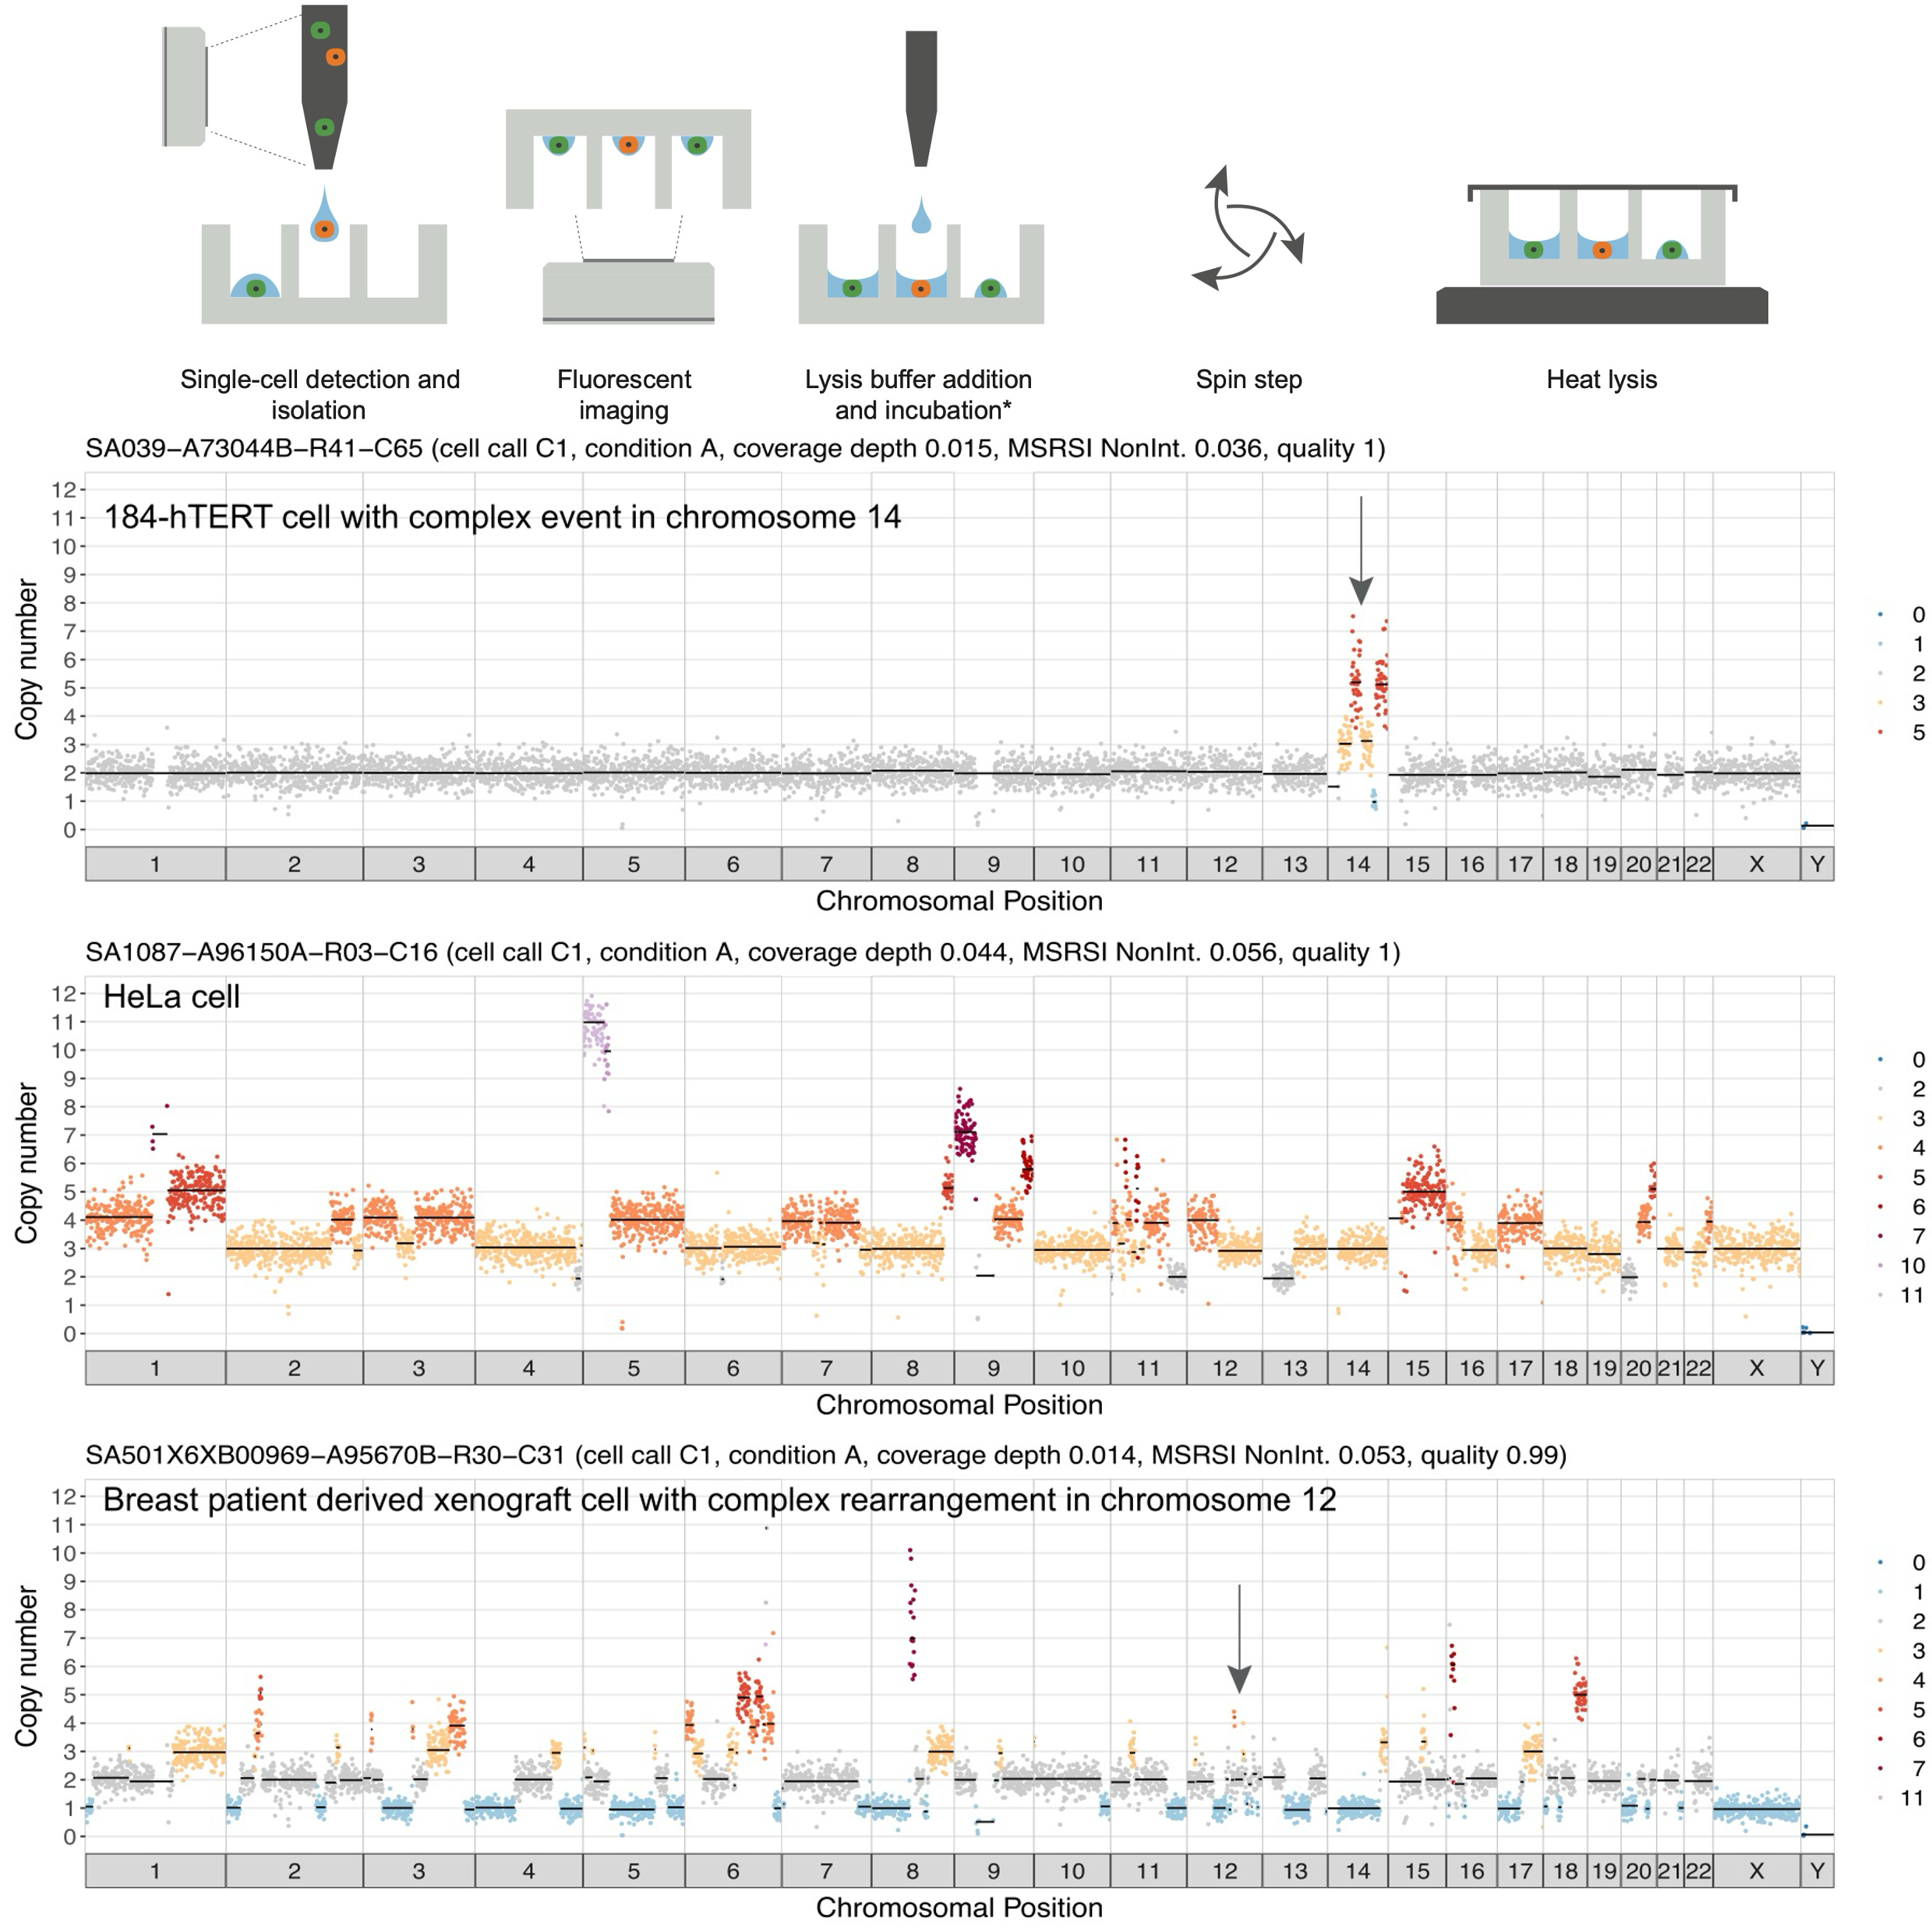 Single-cell detection and
isolation
Fluorescent
imaging
Lysis buffer addition
and incubation*
Spin step
Heat lysis
SA039−A73044B−R41−C65 (cell call C1, condition A, coverage depth 0.015, MSRSI NonInt. 0.036, quality 1)
184-hTERT cell with complex event in chromosome 14
Copy number
12
11
10
9
8
7
6
5
4
3
2
1
0
0
1
2
3
5
1 2 3 4 5 6 7 8 9 10 11 12 13 14 15 16 17 18 19 20 21 22 X Y
Chromosomal Position
SA1087−A96150A−R03−C16 (cell call C1, condition A, coverage depth 0.044, MSRSI NonInt. 0.056, quality 1)
HeLa cell
Copy number
12
11
10
9
8
7
6
5
4
3
2
1
0
0
2
3
4
5
6
7
10
11
1 2 3 4 5 6 7 8 9 10 11 12 13 14 15 16 17 18 19 20 21 22 X Y
Chromosomal Position
SA501X6XB00969−A95670B−R30−C31 (cell call C1, condition A, coverage depth 0.014, MSRSI NonInt. 0.053, quality 0.99)
Breast patient derived xenograft cell with complex rearrangement in chromosome 12
Copy number
12
11
10
9
8
7
6
5
4
3
2
1
0
0
1
2
3
4
5
6
7
11
1 2 3 4 5 6 7 8 9 10 11 12 13 14 15 16 17 18 19 20 21 22 X Y
Chromosomal Position